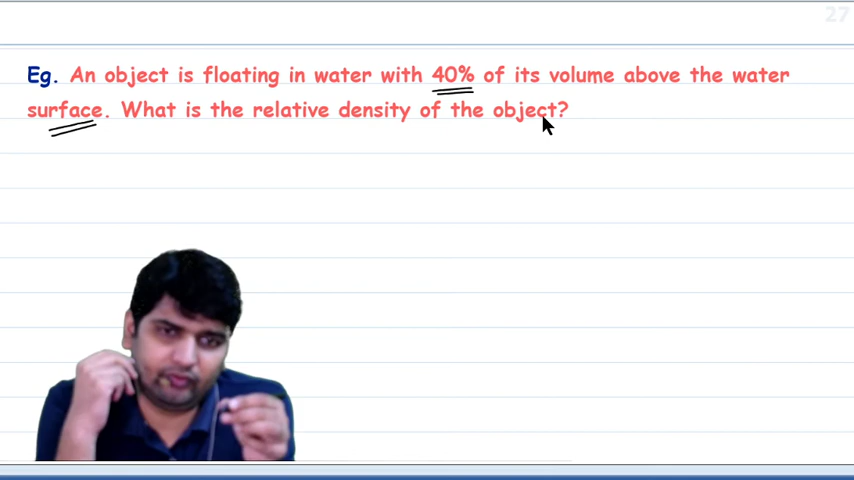 27
Eg. An object is floating in water with 40% of its volume above the water
surface. What is the relative density of the object?